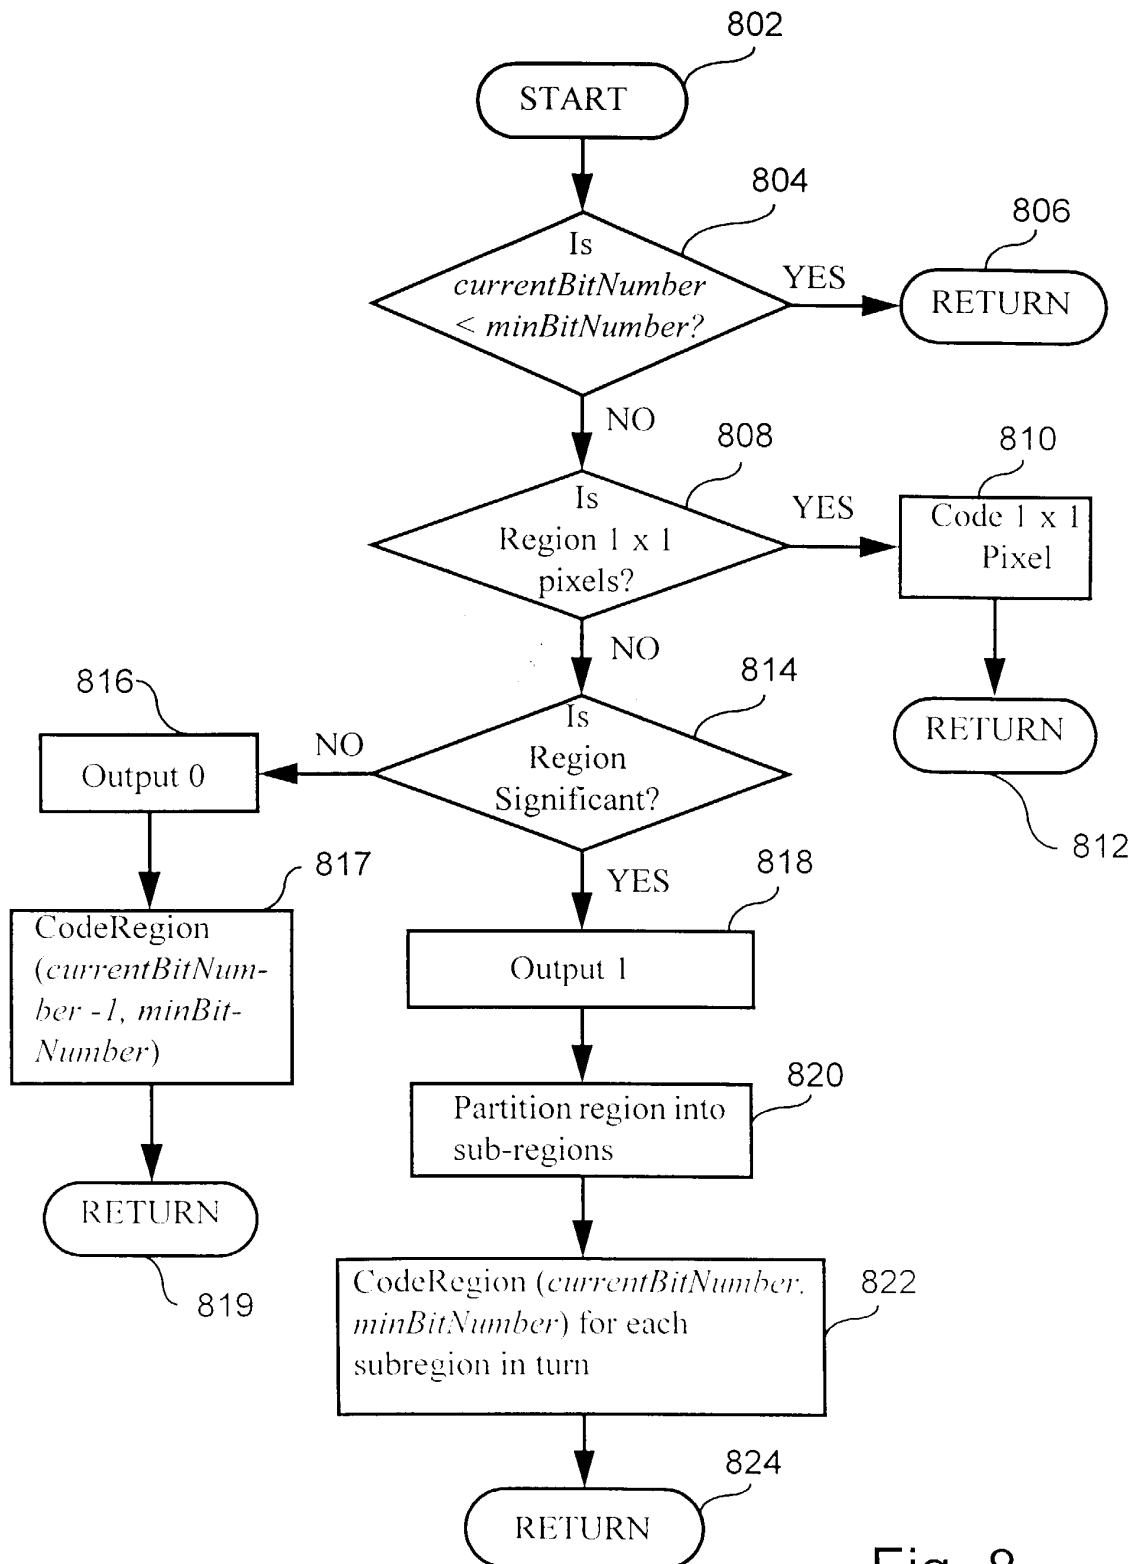 802
START
804
Is
currentBitNumber
< minBitNumber?
YES
806
RETURN
NO
808
Is
Region 1 x 1
pixels?
YES
810
Code 1 x 1
Pixel
NO
RETURN
812
814
Is
Region
Significant?
NO
816
Output 0
817
CodeRegion
(currentBitNum-
ber -1, minBit-
Number)
RETURN
819
YES
818
Output 1
820
Partition region into
sub-regions
822
CodeRegion (currentBitNumber,
minBitNumber) for each
subregion in turn
824
RETURN
Fig. 8